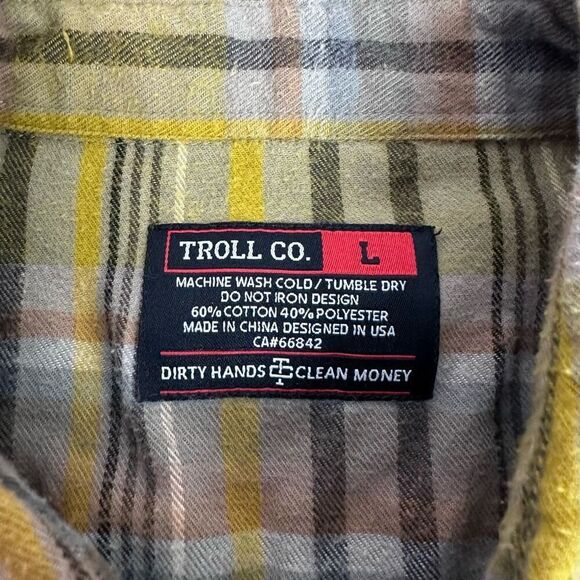 TROLL CO. L
MACHINE WASH COLD / TUMBLE DRY
DO NOT IRON DESIGN
60% COTTON 40% POLYESTER
MADE IN CHINA DESIGNED IN USA
CA#66842
DIRTY HANDS TC CLEAN MONEY